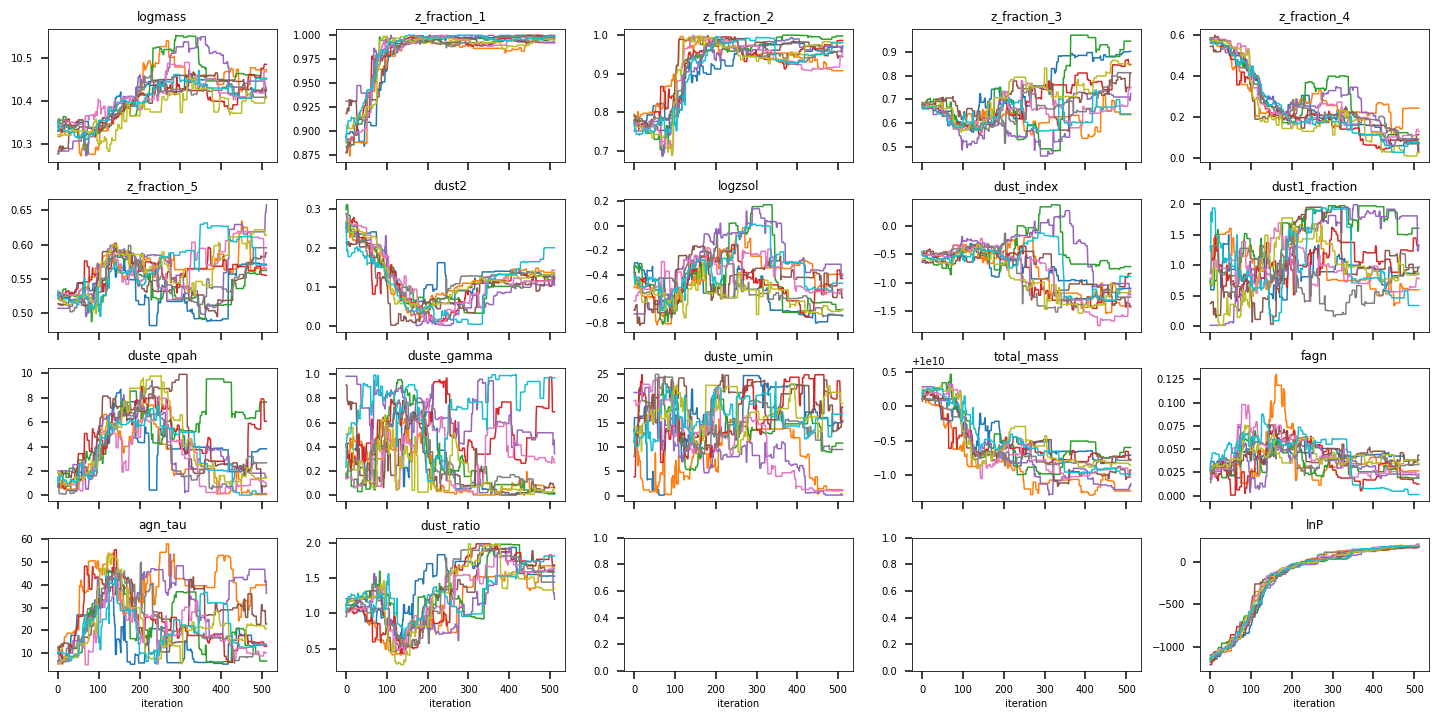 logmass z_fraction_1 z_fraction_2 z_fraction_3 z_fraction_4
10.5 10.4 10.3
1.000 0.975 0.950 0.925 0.900 0.875
1.0 0.9 0.8 0.7
0.9 0.8 0.7 0.6 0.5
0.6 0.4 0.2 0.0
z_fraction_5 dust2 logzsol dust_index dust1_fraction
0.65 0.60 0.55 0.50
0.3 0.2 0.1 0.0
0.2 0.0 −0.2 −0.4 −0.6 −0.8
0.0 −0.5 −1.0 −1.5
2.0 1.5 1.0 0.5 0.0
duste_qpah duste_gamma duste_umin total_mass fagn
10 8 6 4 2 0
1.0 0.8 0.6 0.4 0.2 0.0
25 20 15 10 5 0
+1e10
0.5 0.0 −0.5 −1.0
0.125 0.100 0.075 0.050 0.025 0.000
agn_tau dust_ratio lnP
60 50 40 30 20 10
2.0 1.5 1.0 0.5
1.0 0.8 0.6 0.4 0.2 0.0
1.0 0.8 0.6 0.4 0.2 0.0
0 −500 −1000
0 100 200 300 400 500 0 100 200 300 400 500 0 100 200 300 400 500 0 100 200 300 400 500 0 100 200 300 400 500
iteration iteration iteration iteration iteration